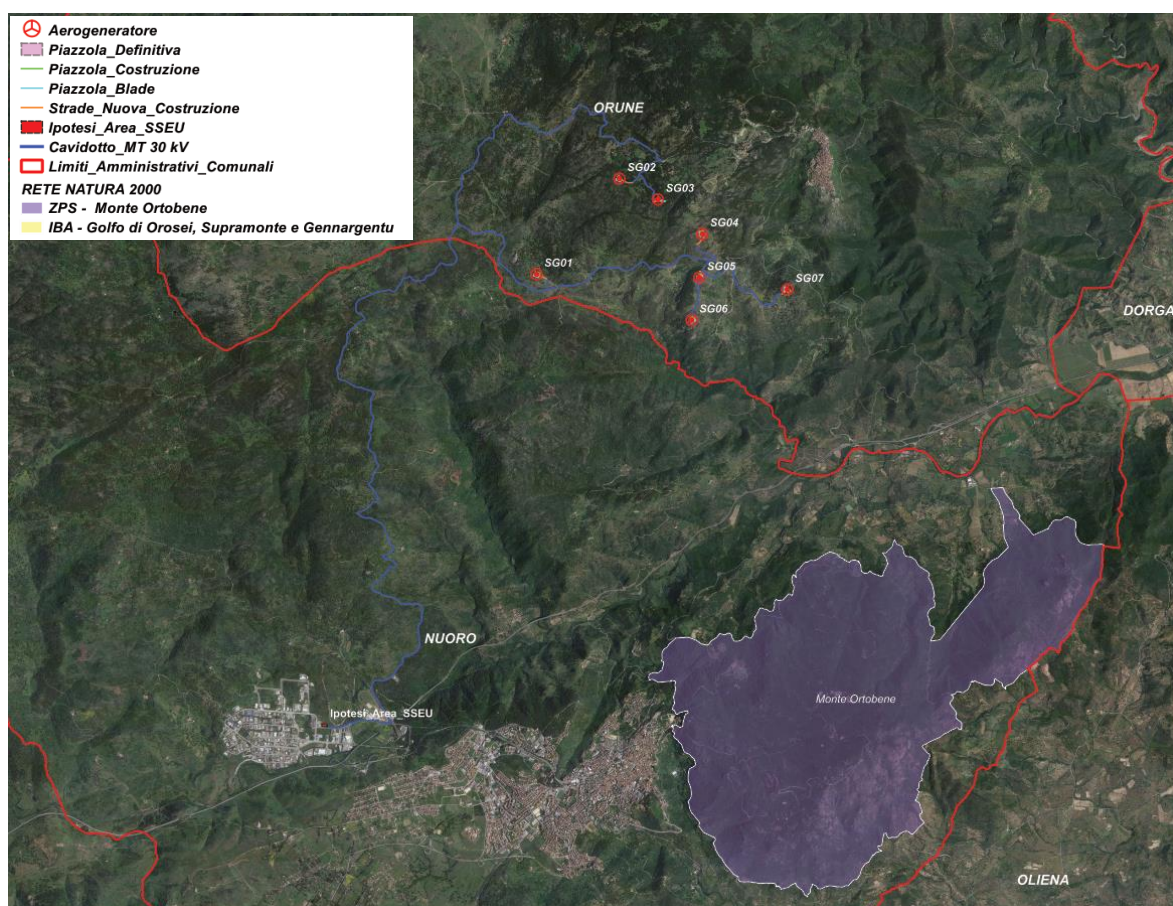 Aerogeneratore
Piazzola_Definitiva
Piazzola_Costruzione
Piazzola_Blade
Strade_Nuova_Costruzione
Ipotesi_Area_SSEU
Cavidotto_MT 30 kV
Limiti_Amministrativi_Comunali
RETE NATURA 2000
ZPS - Monte Ortobene
IBA - Golfo di Orosei, Supramonte e Gennargentu
ORUNE
SG02
SG03
SG04
SG01
SG05
SG07
SG06
DORGA
NUORO
Monte Ortobene
Ipotesi_Area_SSEU
OLIENA